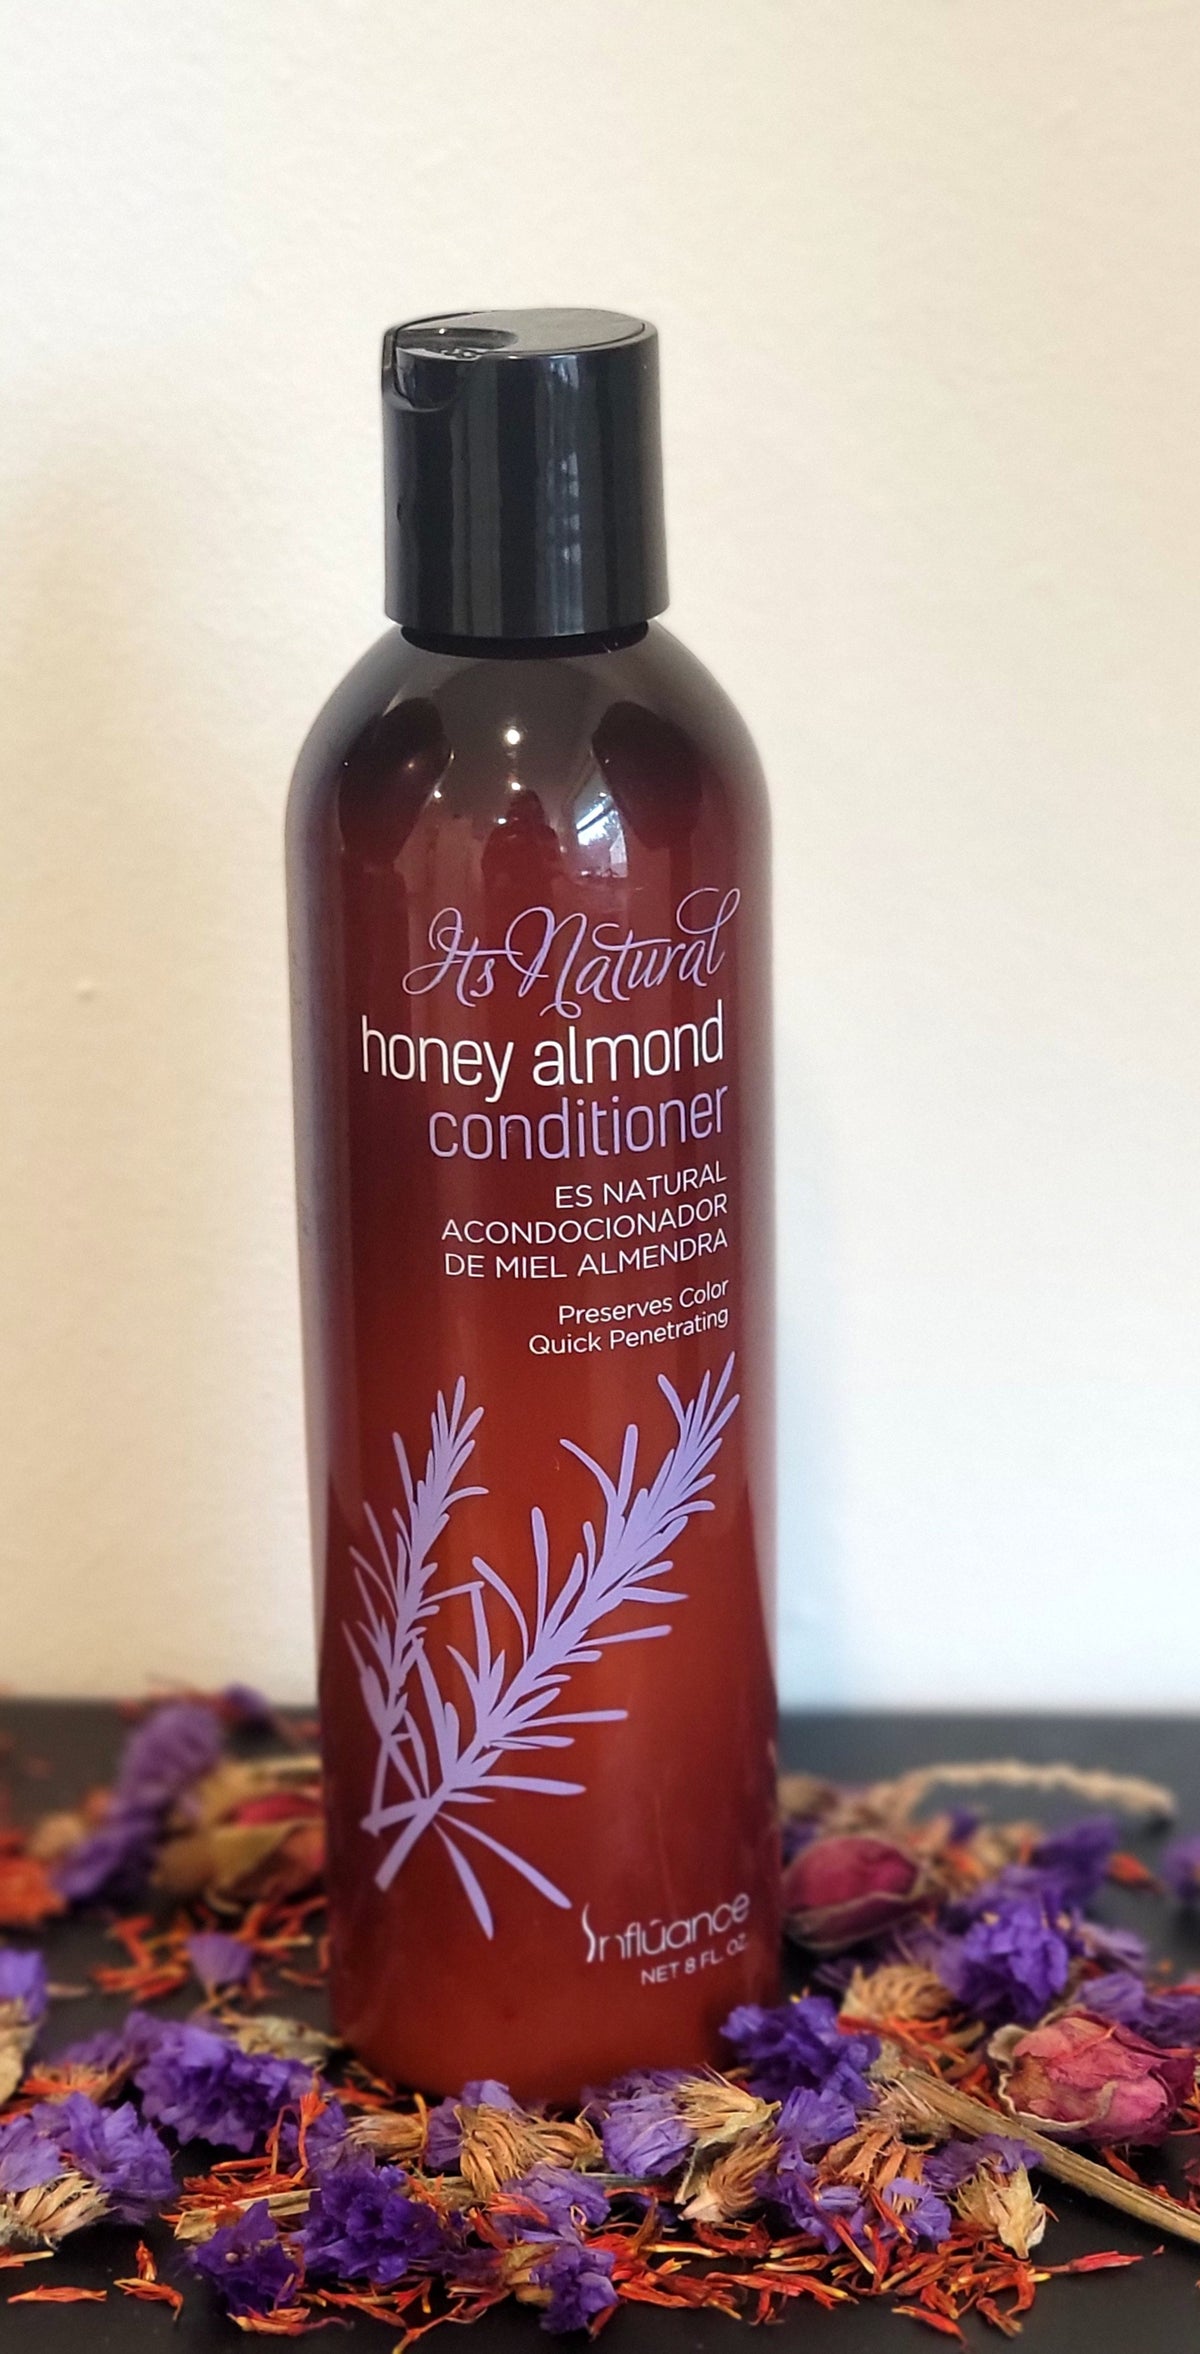 Its Natural
honey almond
conditioner
ES NATURAL
ACONDOCIONADOR
DE MIEL ALMENDRA
Preserves Color
Quick Penetrating
Inflūance
NET 8 FL. OZ.